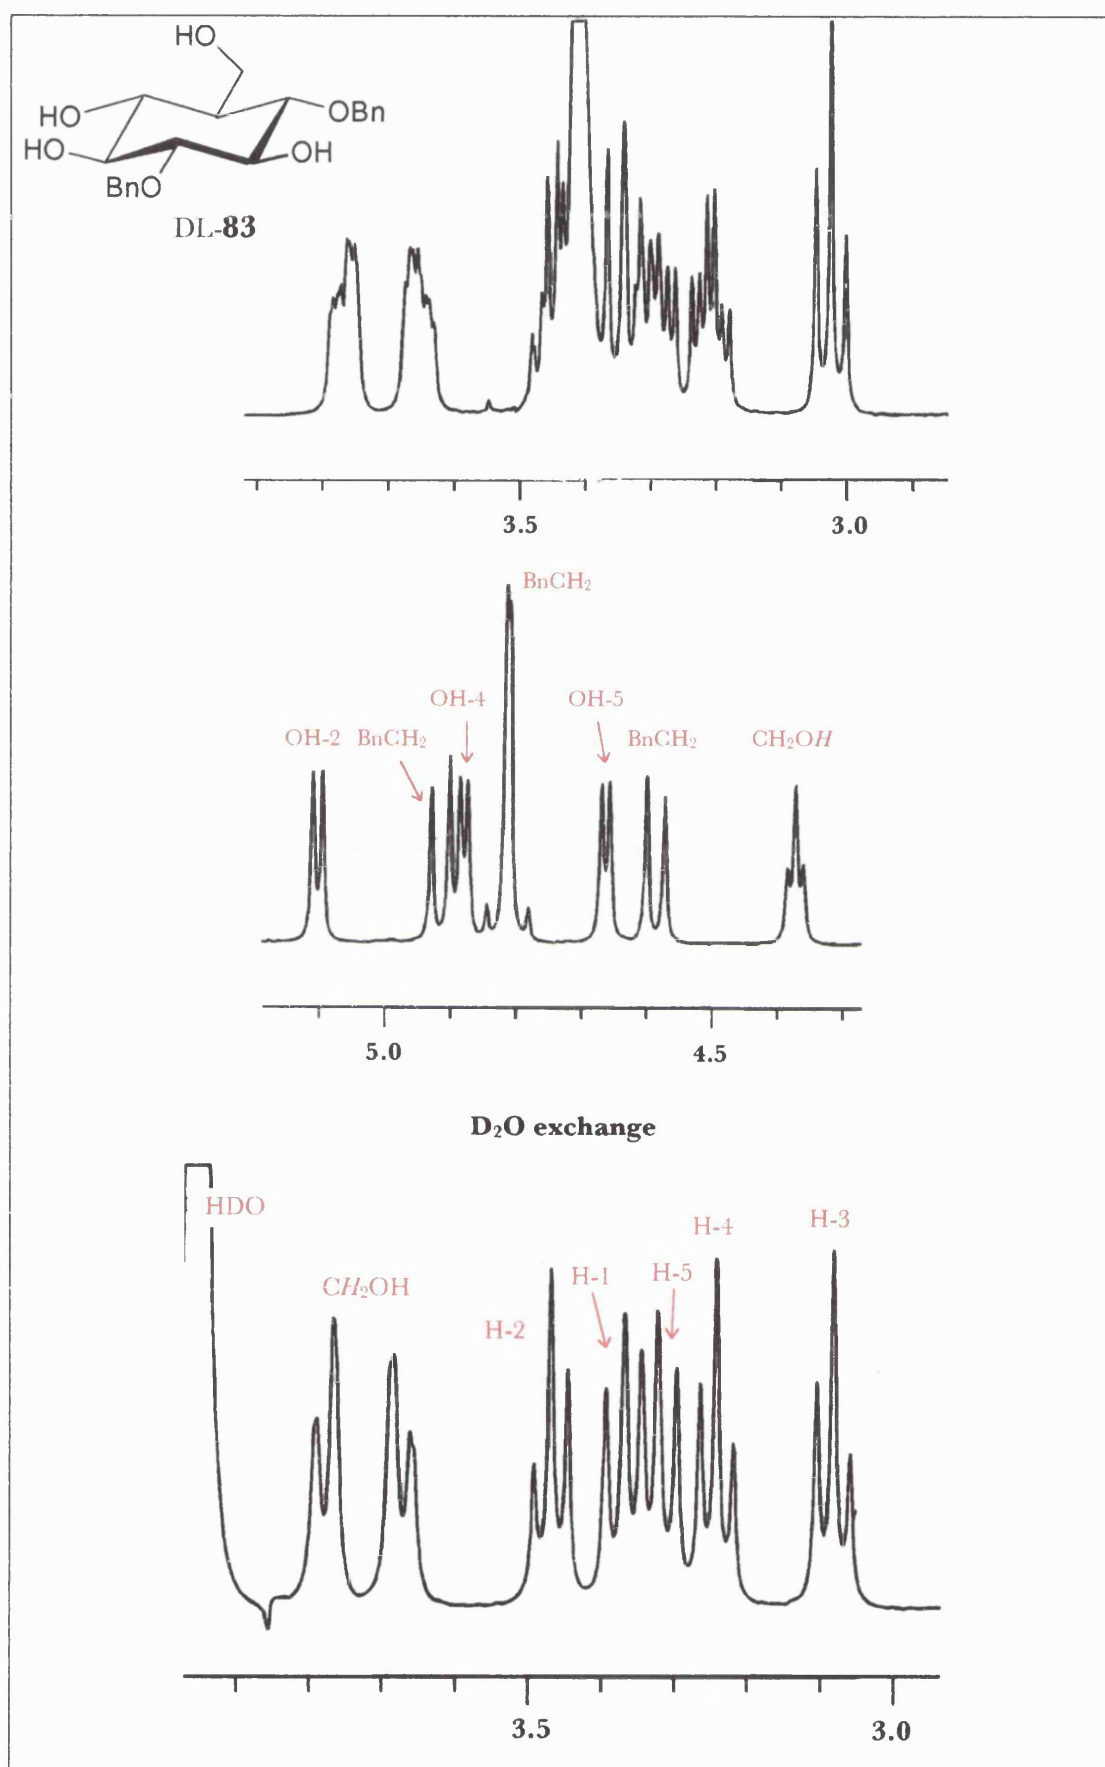 HO
HO
OBn
HO
OH
BnO
DL-83
3.5
3.0
BnCH₂
OH-4
OH-5
OH-2
BnCH₂
BnCH₂
CH₂OH
5.0
4.5
D₂O exchange
HDO
H-3
H-4
CH₂OH
H-1
H-5
H-2
3.5
3.0